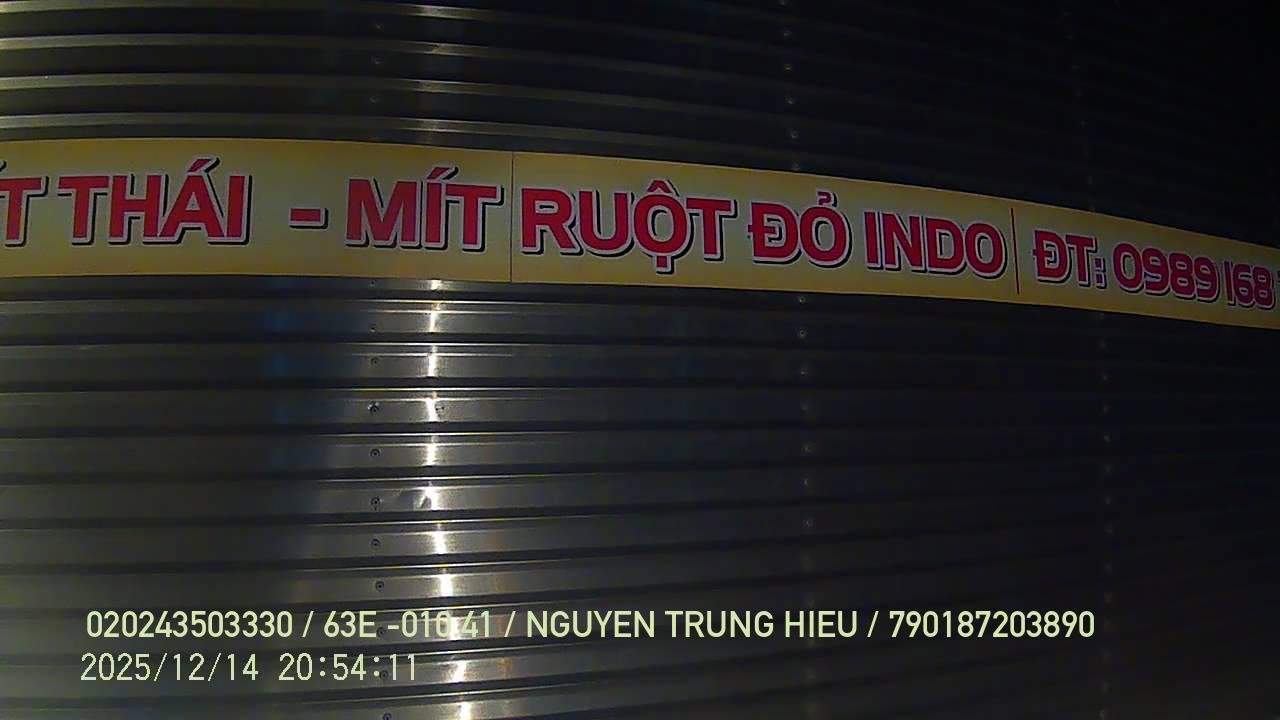 T THÁI - MÍT RUỘT ĐỎ INDO ĐT: 0989 168
020243503330 / 63E -010.41 / NGUYEN TRUNG HIEU / 790187203890
2025/12/14 20:54:11